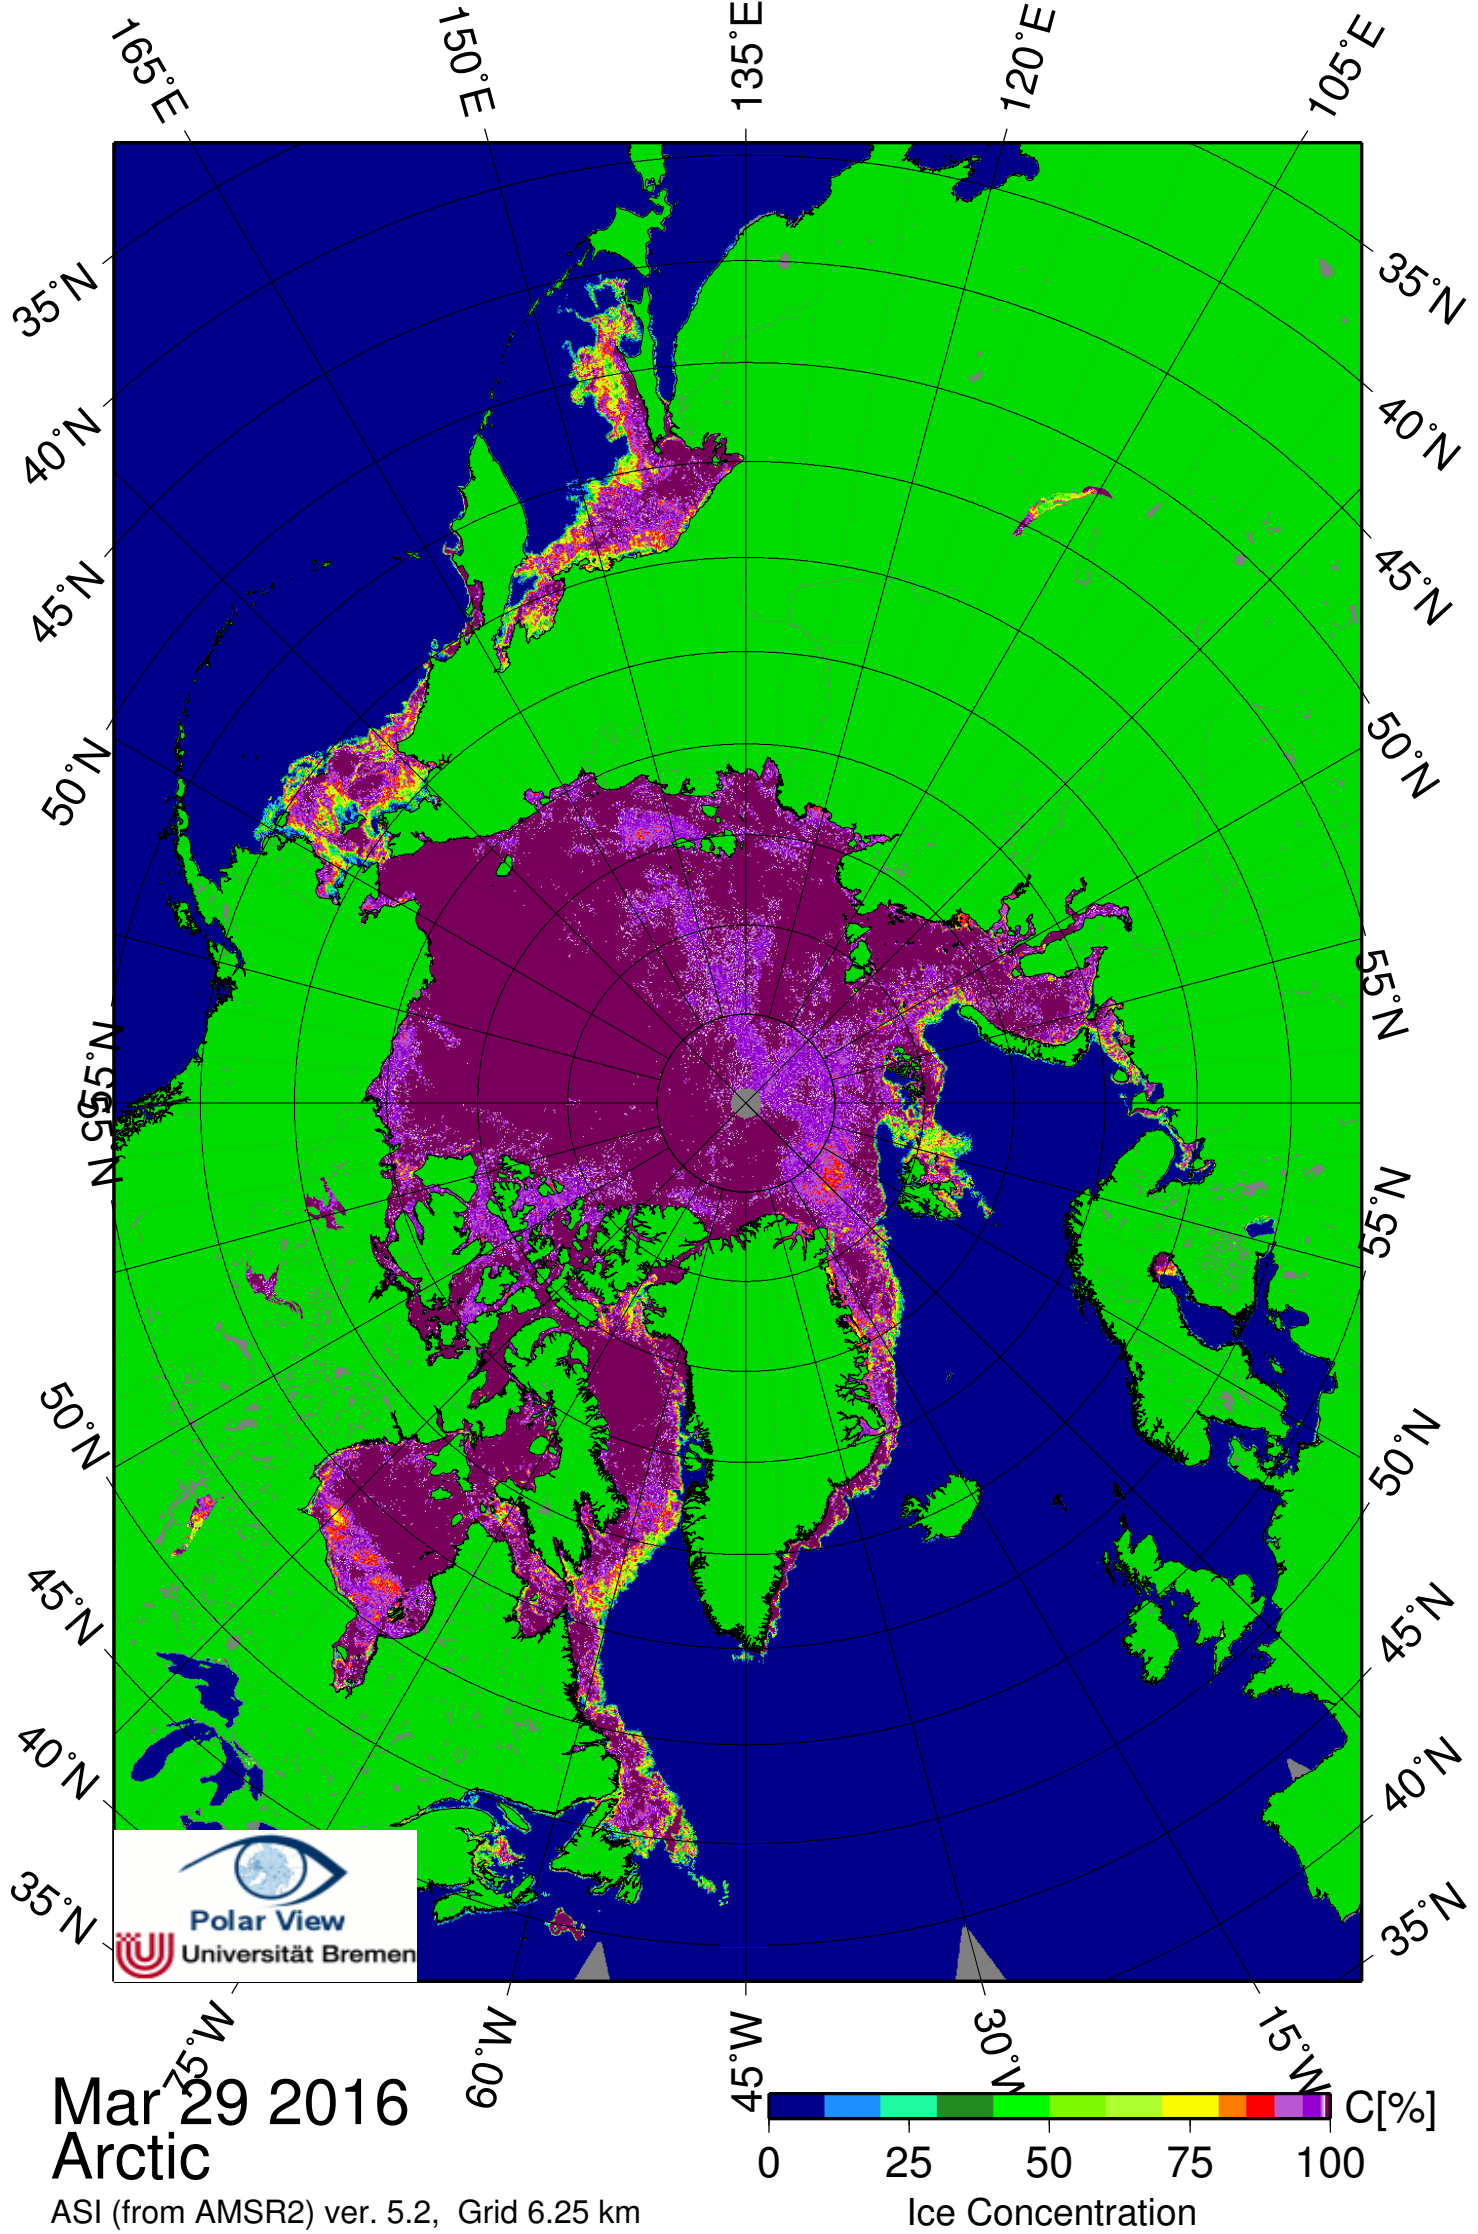 165°E 150°E 135°E 120°E 105°E
35°N 35°N
40°N 40°N
45°N 45°N
50°N 50°N
55°N 55°N
55°N 55°N
50°N 50°N
45°N 45°N
40°N 40°N
35°N 35°N
Polar View
Universität Bremen
75°W 60°W 45°W 30°W 15°W
Mar 29 2016
Arctic
ASI (from AMSR2) ver. 5.2, Grid 6.25 km
C[%]
0 25 50 75 100
Ice Concentration